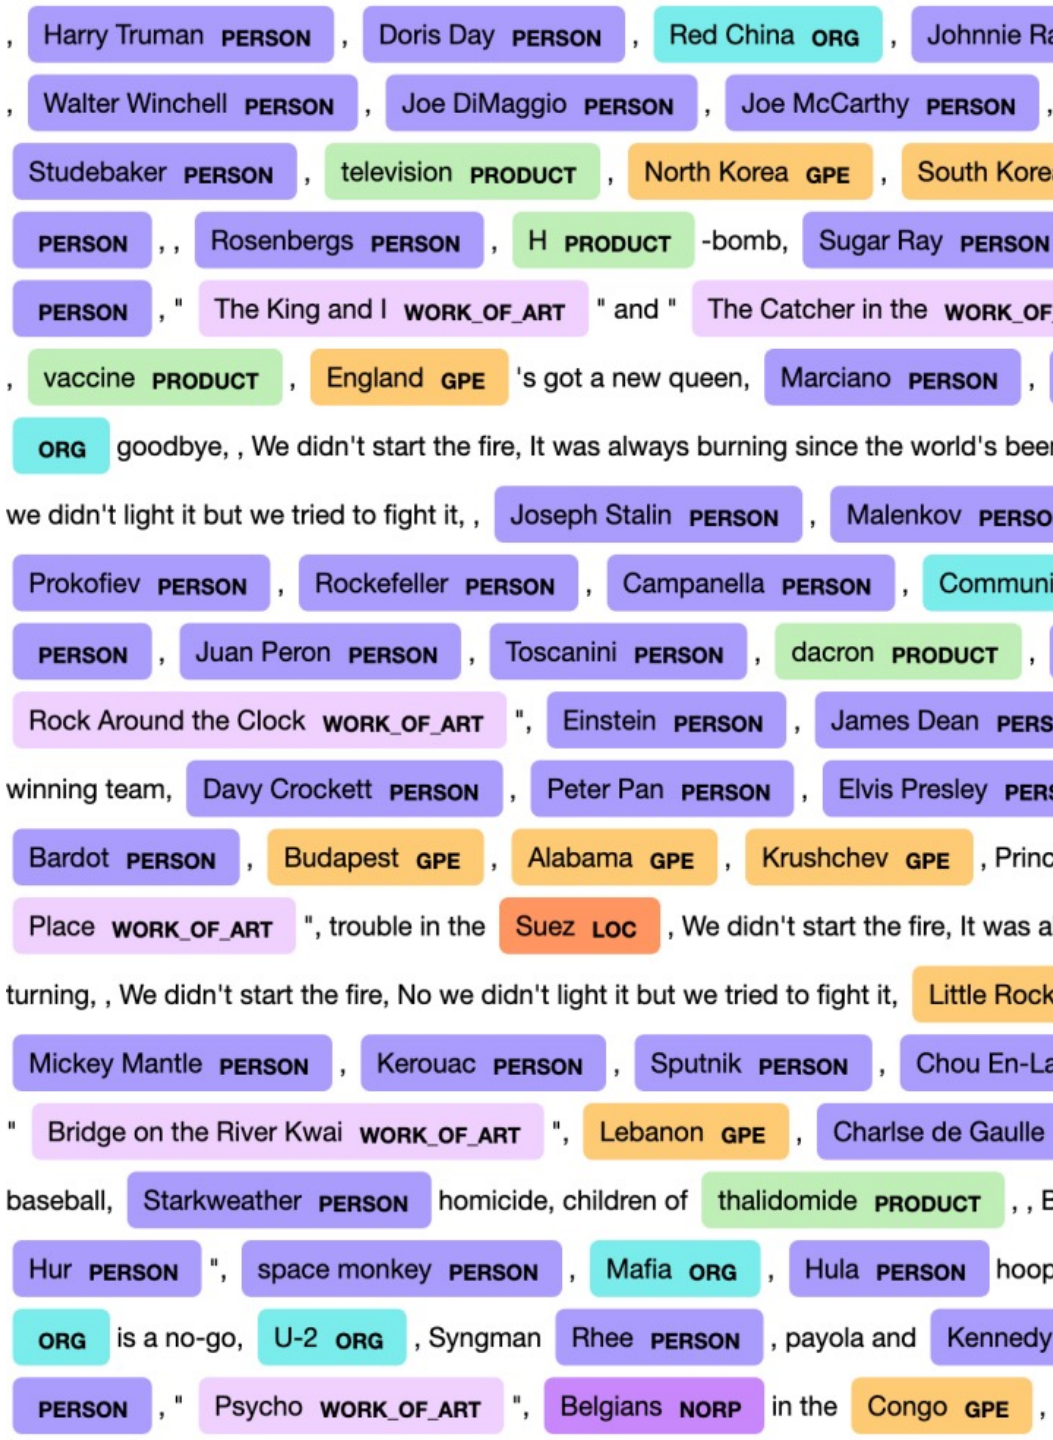 , Harry Truman PERSON , Doris Day PERSON , Red China ORG , Johnnie Ra
, Walter Winchell PERSON , Joe DiMaggio PERSON , Joe McCarthy PERSON ,
Studebaker PERSON , television PRODUCT , North Korea GPE , South Kore
PERSON , , Rosenbergs PERSON , H PRODUCT -bomb, Sugar Ray PERSON
PERSON , " The King and I WORK_OF_ART " and " The Catcher in the WORK_OF_
, vaccine PRODUCT , England GPE 's got a new queen, Marciano PERSON ,
ORG goodbye, , We didn't start the fire, It was always burning since the world's been
we didn't light it but we tried to fight it, , Joseph Stalin PERSON , Malenkov PERSO
Prokofiev PERSON , Rockefeller PERSON , Campanella PERSON , Communi
PERSON , Juan Peron PERSON , Toscanini PERSON , dacron PRODUCT ,
Rock Around the Clock WORK_OF_ART ", Einstein PERSON , James Dean PERS
winning team, Davy Crockett PERSON , Peter Pan PERSON , Elvis Presley PERS
Bardot PERSON , Budapest GPE , Alabama GPE , Krushchev GPE , Princ
Place WORK_OF_ART ", trouble in the Suez LOC , We didn't start the fire, It was a
turning, , We didn't start the fire, No we didn't light it but we tried to fight it, Little Rock
Mickey Mantle PERSON , Kerouac PERSON , Sputnik PERSON , Chou En-La
" Bridge on the River Kwai WORK_OF_ART ", Lebanon GPE , Charlse de Gaulle
baseball, Starkweather PERSON homicide, children of thalidomide PRODUCT , , B
Hur PERSON ", space monkey PERSON , Mafia ORG , Hula PERSON hoop
ORG is a no-go, U-2 ORG , Syngman Rhee PERSON , payola and Kennedy
PERSON , " Psycho WORK_OF_ART ", Belgians NORP in the Congo GPE ,